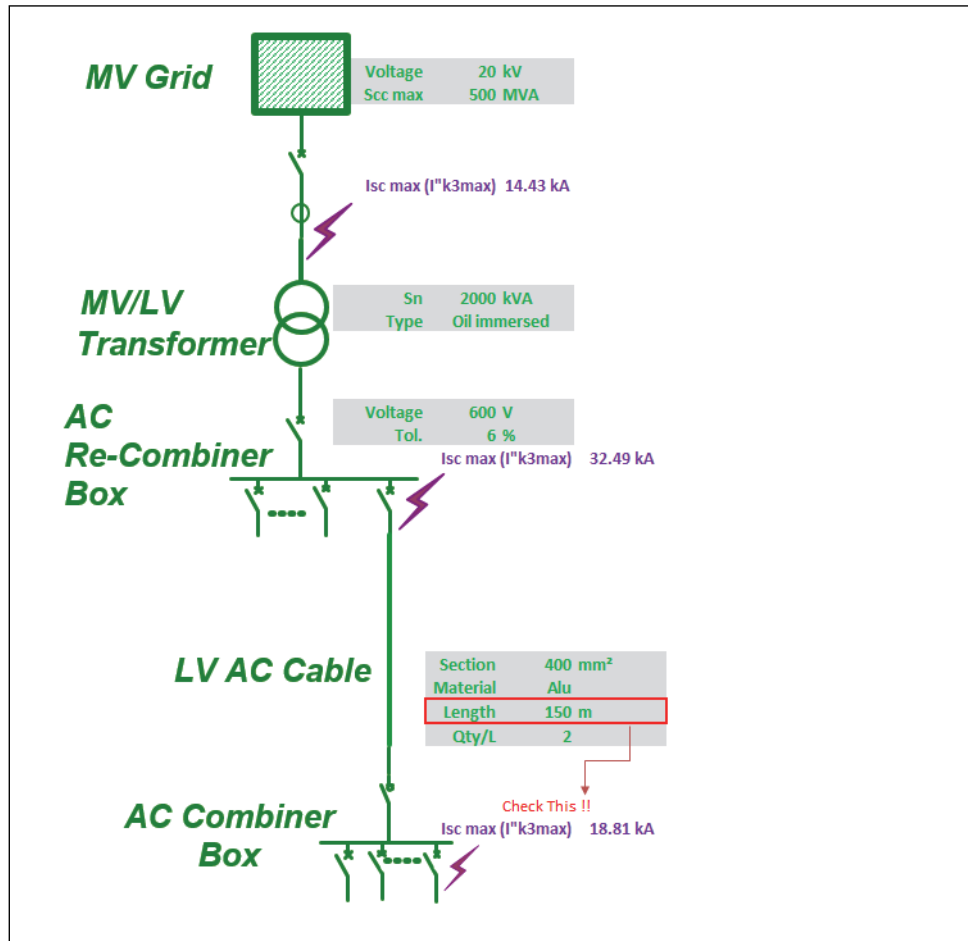 MV Grid
Voltage 20 kV
Scc max 500 MVA
Isc max (I"k3max) 14.43 kA
MV/LV
Transformer
Sn 2000 kVA
Type Oil immersed
AC
Re-Combiner
Box
Voltage 600 V
Tol. 6 %
Isc max (I"k3max) 32.49 kA
LV AC Cable
Section 400 mm²
Material Alu
Length 150 m
Qty/L 2
Check This !!
AC Combiner
Box
Isc max (I"k3max) 18.81 kA